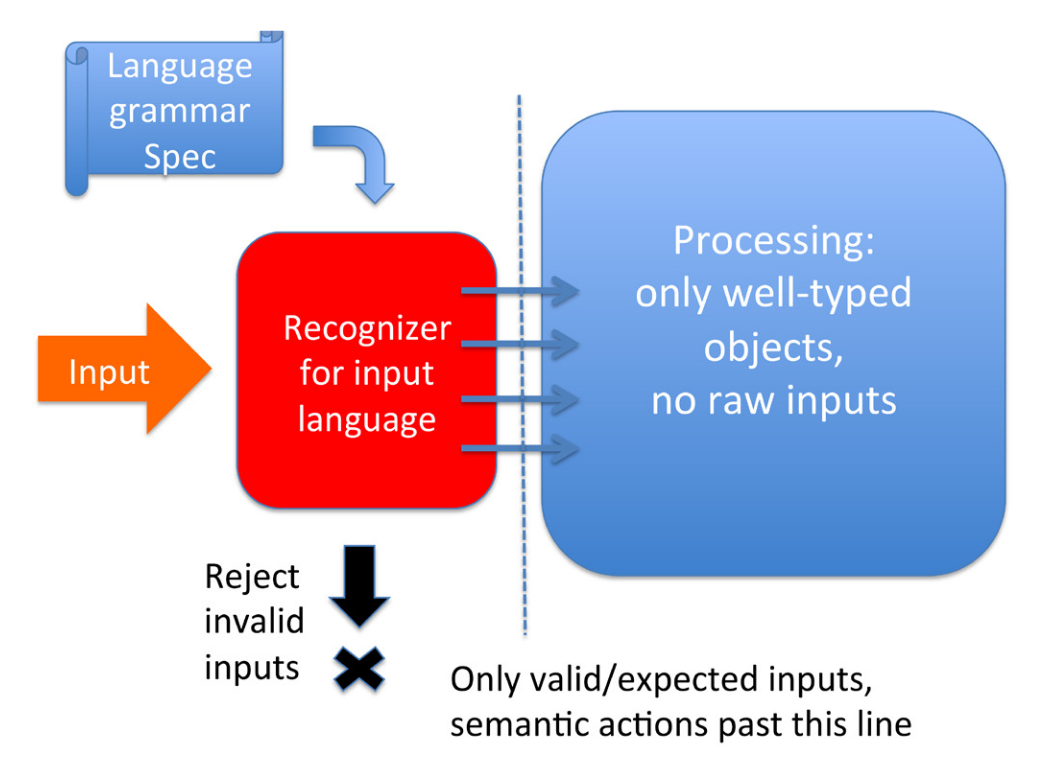 Language
grammar
Spec
Input
Recognizer
for input
language
Processing:
only well-typed
objects,
no raw inputs
Reject
invalid
inputs
Only valid/expected inputs,
semantic actions past this line